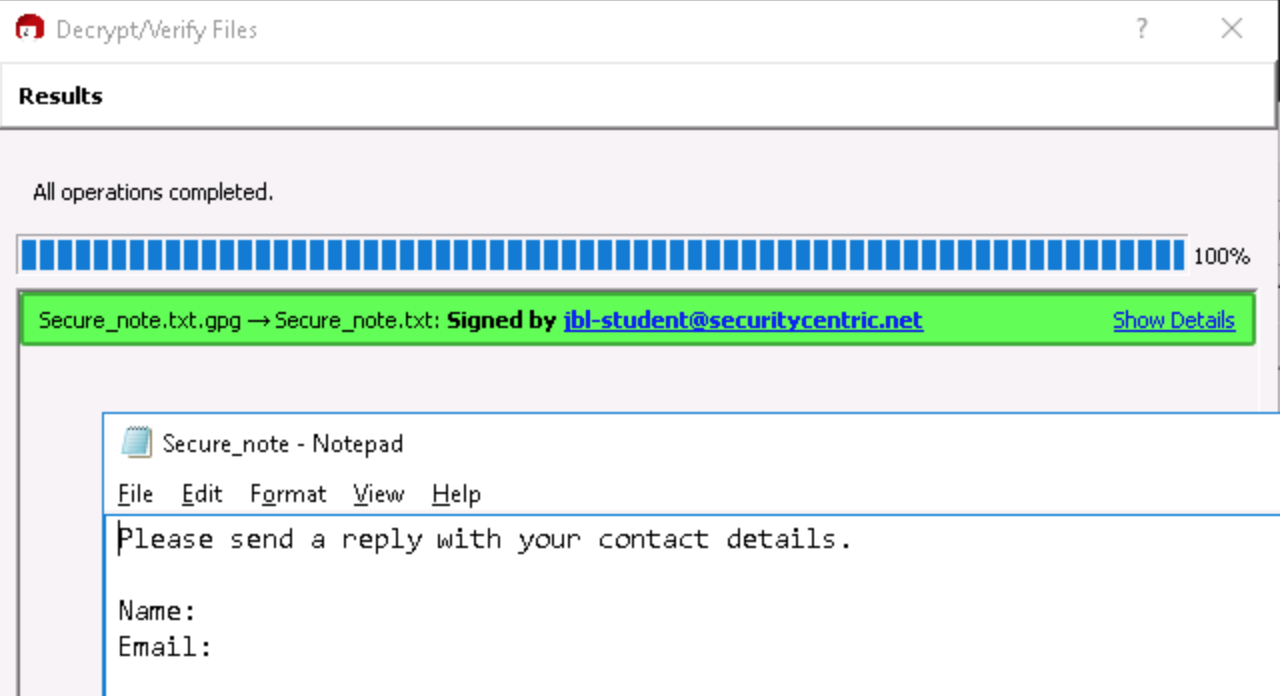 Decrypt/Verify Files
Results
All operations completed.
100%
Secure_note.txt.gpg → Secure_note.txt: Signed by jbl-student@securitycentric.net Show Details
Secure_note - Notepad
File Edit Format View Help
Please send a reply with your contact details.
Name:
Email: